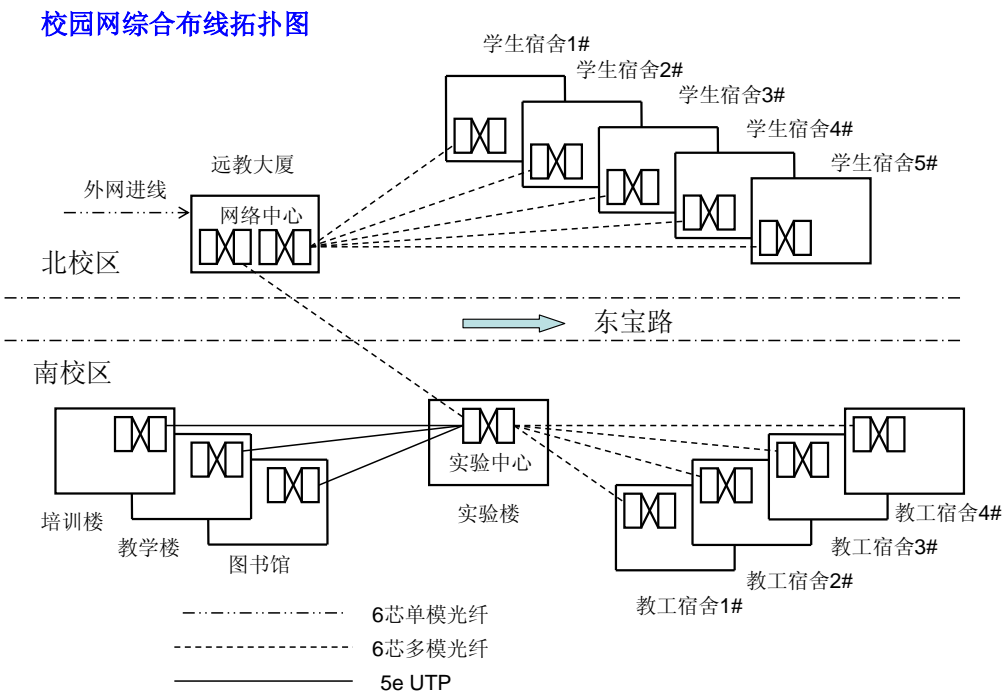 校园网综合布线拓扑图
学生宿舍1#
学生宿舍2#
学生宿舍3#
学生宿舍4#
学生宿舍5#
远教大厦
外网进线
网络中心
北校区
东宝路
南校区
实验中心
实验楼
培训楼
教学楼
图书馆
教工宿舍4#
教工宿舍3#
教工宿舍2#
教工宿舍1#
6芯单模光纤
6芯多模光纤
5e UTP